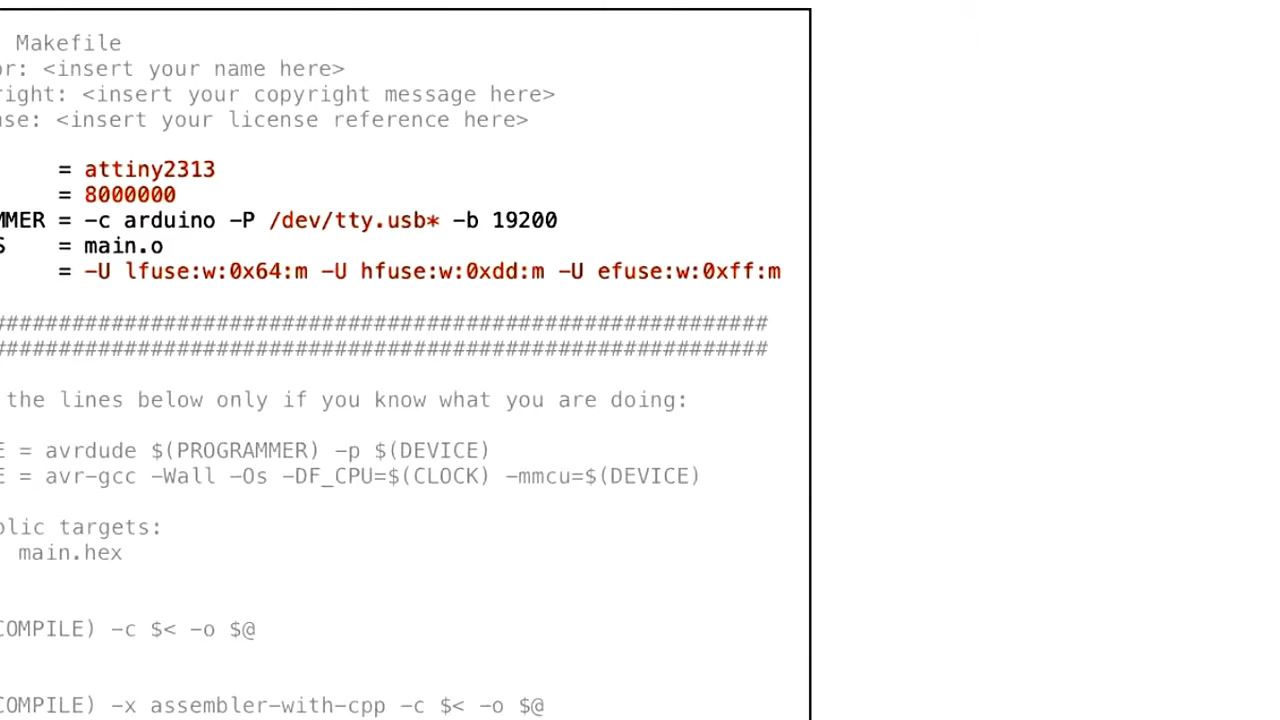 Makefile
or: <insert your name here>
right: <insert your copyright message here>
nse: <insert your license reference here>
= attiny2313
= 8000000
MMER = -c arduino -P /dev/tty.usb* -b 19200
S = main.o
= -U lfuse:w:0x64:m -U hfuse:w:0xdd:m -U efuse:w:0xff:m
###########################################################
###########################################################
the lines below only if you know what you are doing:
E = avrdude $(PROGRAMMER) -p $(DEVICE)
E = avr-gcc -Wall -Os -DF_CPU=$(CLOCK) -mmcu=$(DEVICE)
olic targets:
main.hex
COMPILE) -c $< -o $@
COMPILE) -x assembler-with-cpp -c $< -o $@